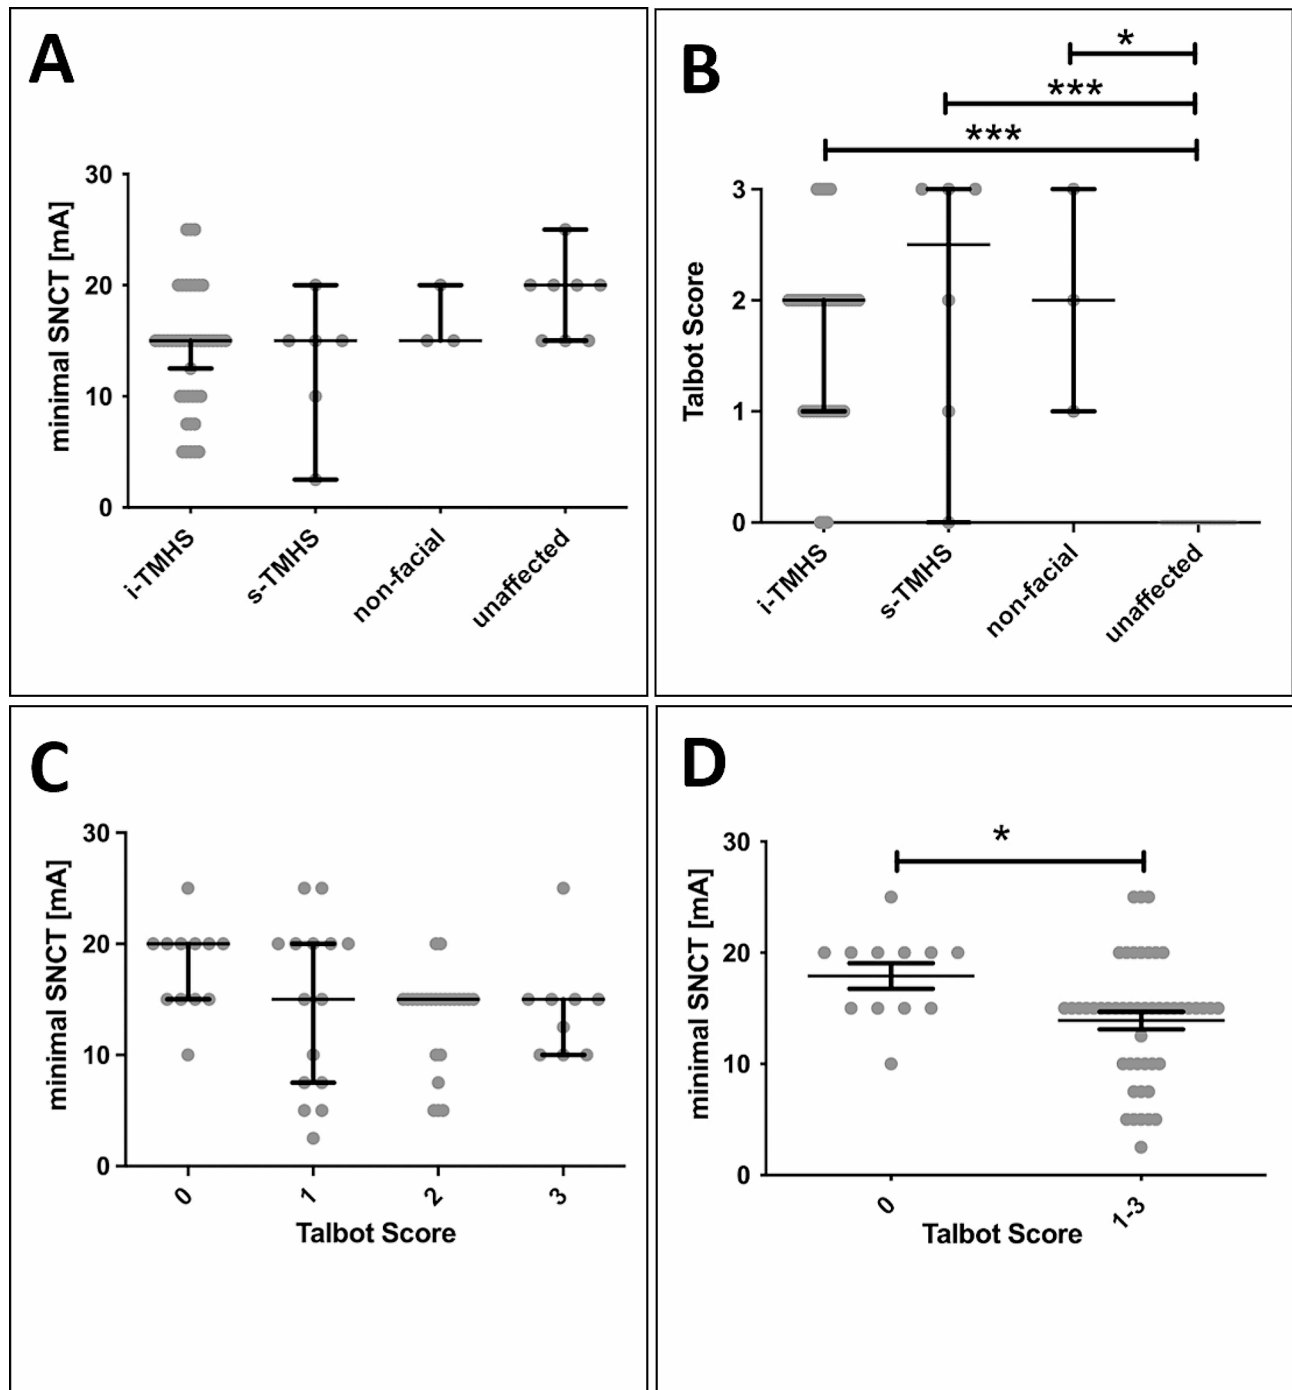 A
minimal SNCT [mA]
30
20
10
0
i-TMHS
s-TMHS
non-facial
unaffected
B
*
***
***
Talbot Score
3
2
1
0
i-TMHS
s-TMHS
non-facial
unaffected
C
minimal SNCT [mA]
30
20
10
0
0
1
2
3
Talbot Score
D
*
minimal SNCT [mA]
30
20
10
0
0
1-3
Talbot Score